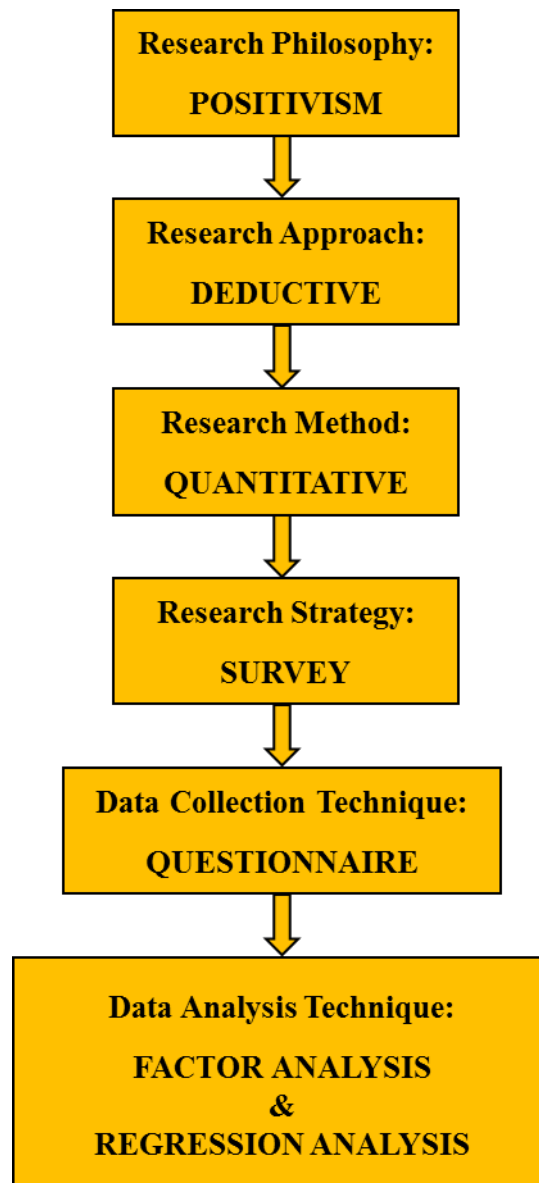 Research Philosophy:
POSITIVISM
Research Approach:
DEDUCTIVE
Research Method:
QUANTITATIVE
Research Strategy:
SURVEY
Data Collection Technique:
QUESTIONNAIRE
Data Analysis Technique:
FACTOR ANALYSIS
&
REGRESSION ANALYSIS